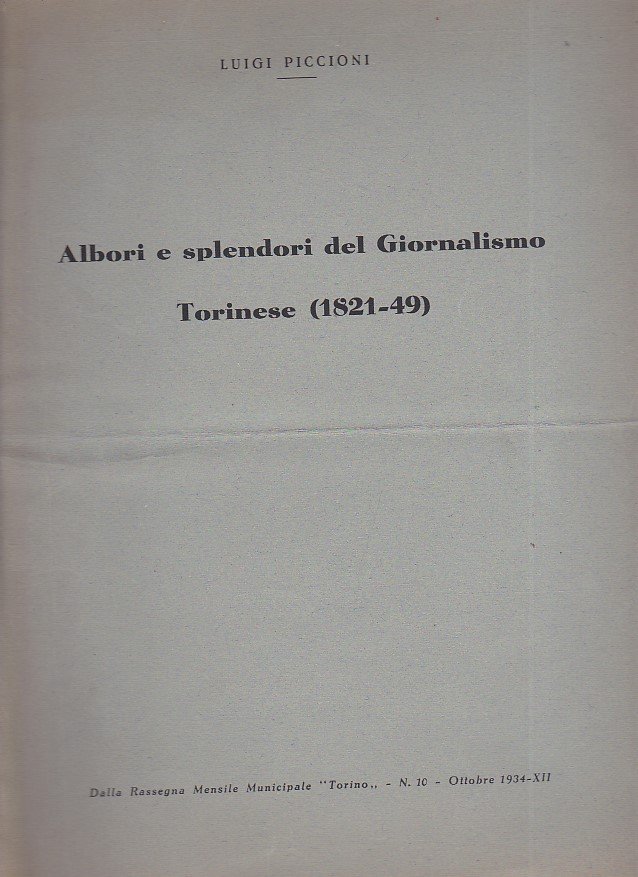 LUIGI PICCIONI
Albori e splendori del Giornalismo
Torinese (1821-49)
Dalla Rassegna Mensile Municipale "Torino„ - N. 10 - Ottobre 1934-XII